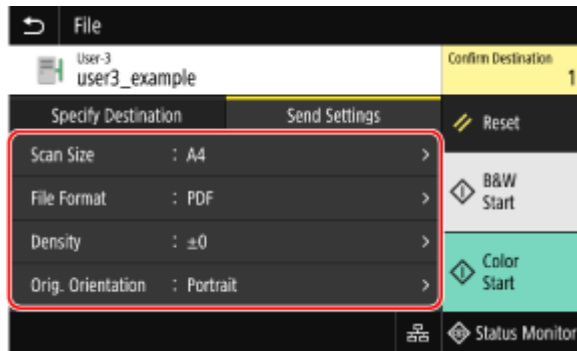 File
User-3
user3_example
Confirm Destination
1
Specify Destination
Send Settings
Reset
Scan Size : A4
File Format : PDF
Density : ±0
Orig. Orientation : Portrait
B&W
Start
Color
Start
Status Monitor